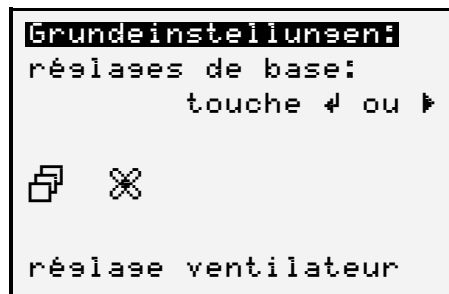 Grundeinstellungen:
réglages de base:
touche ↲ ou ▶
réglage ventilateur